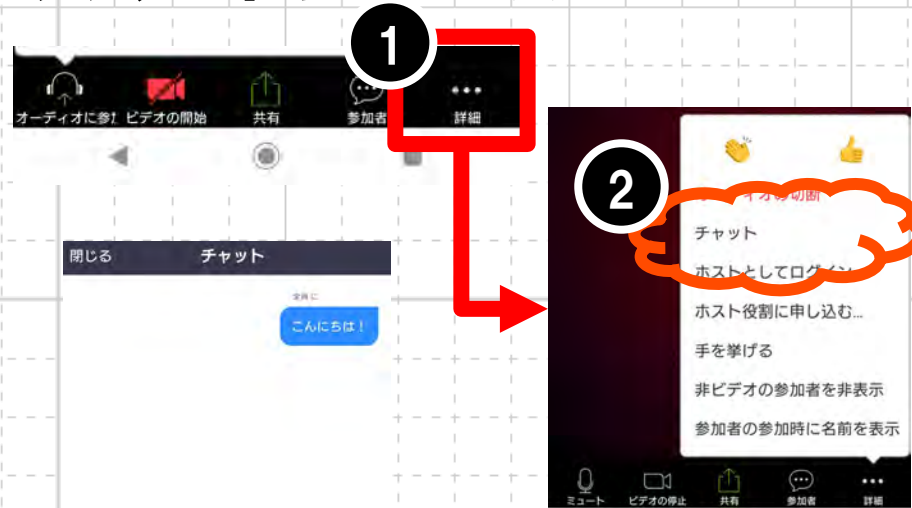 1
オーディオに参加
ビデオの開始
共有
参加者
詳細
2
チャット
ホストとしてログイン
ホスト役割に申し込む...
手を挙げる
非ビデオの参加者を非表示
参加者の参加時に名前を表示
ミュート
ビデオの停止
共有
参加者
詳細
閉じる
チャット
全員に
こんにちは！